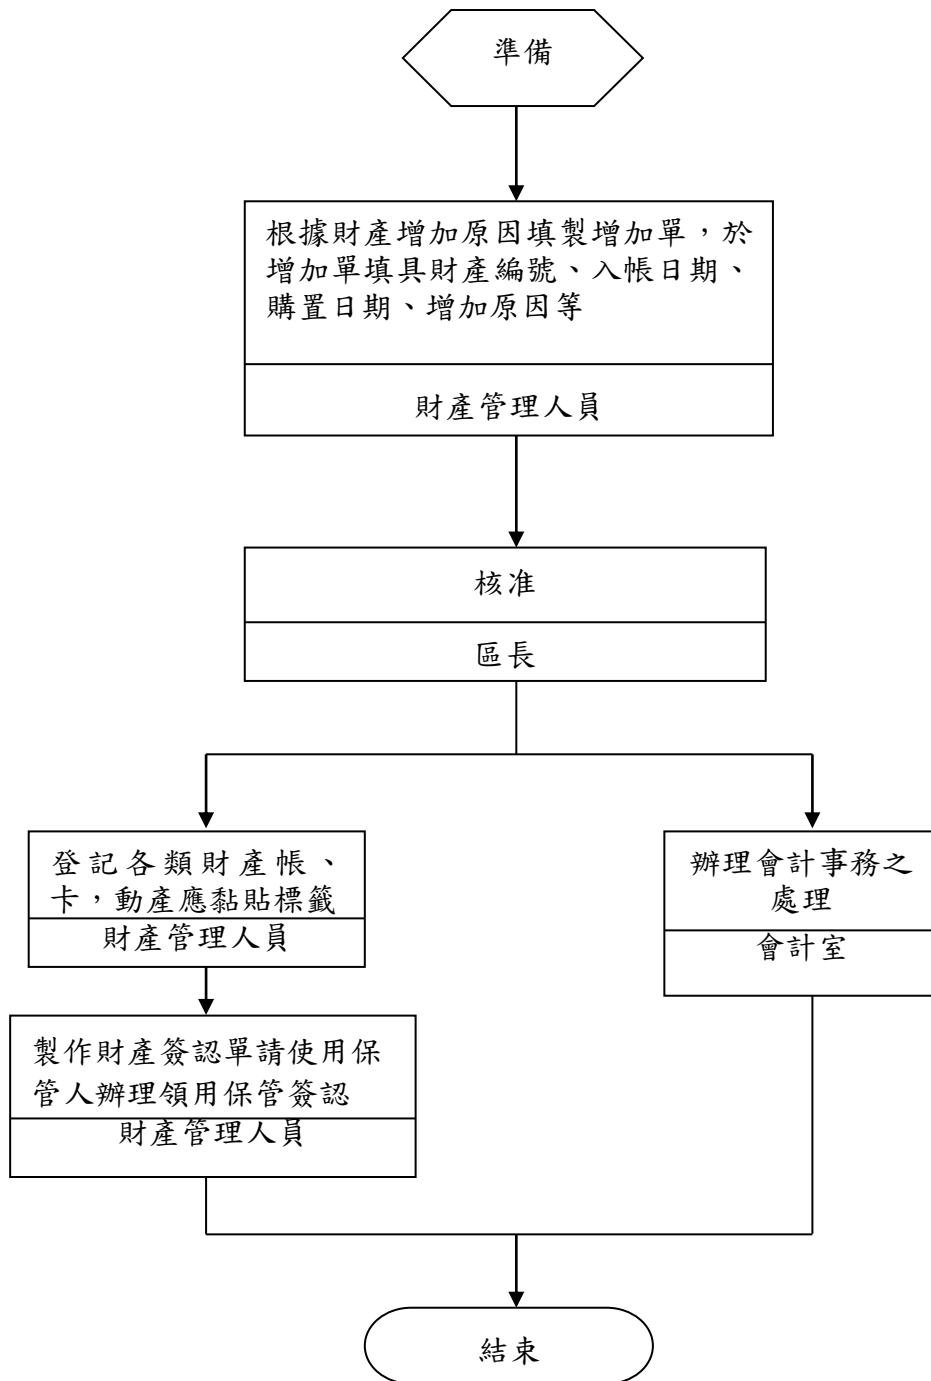 準備
根據財產增加原因填製增加單，於
增加單填具財產編號、入帳日期、
購置日期、增加原因等
財產管理人員
核准
區長
登記各類財產帳、
卡，動產應黏貼標籤
財產管理人員
製作財產簽認單請使用保
管人辦理領用保管簽認
財產管理人員
辦理會計事務之
處理
會計室
結束